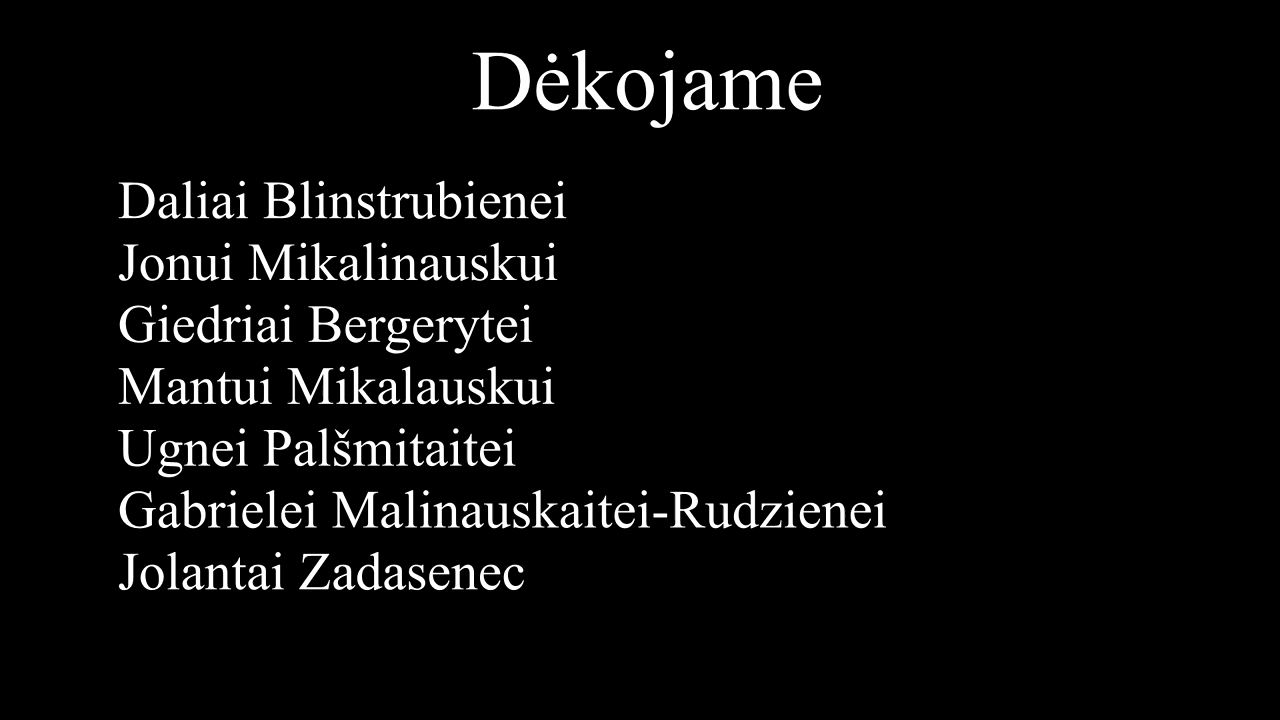 Dėkojame
Daliai Blinstrubienei
Jonui Mikalinauskui
Giedriai Bergerytei
Mantui Mikalauskui
Ugnei Palšmitaitei
Gabrielei Malinauskaitei-Rudzienei
Jolantai Zadasenec